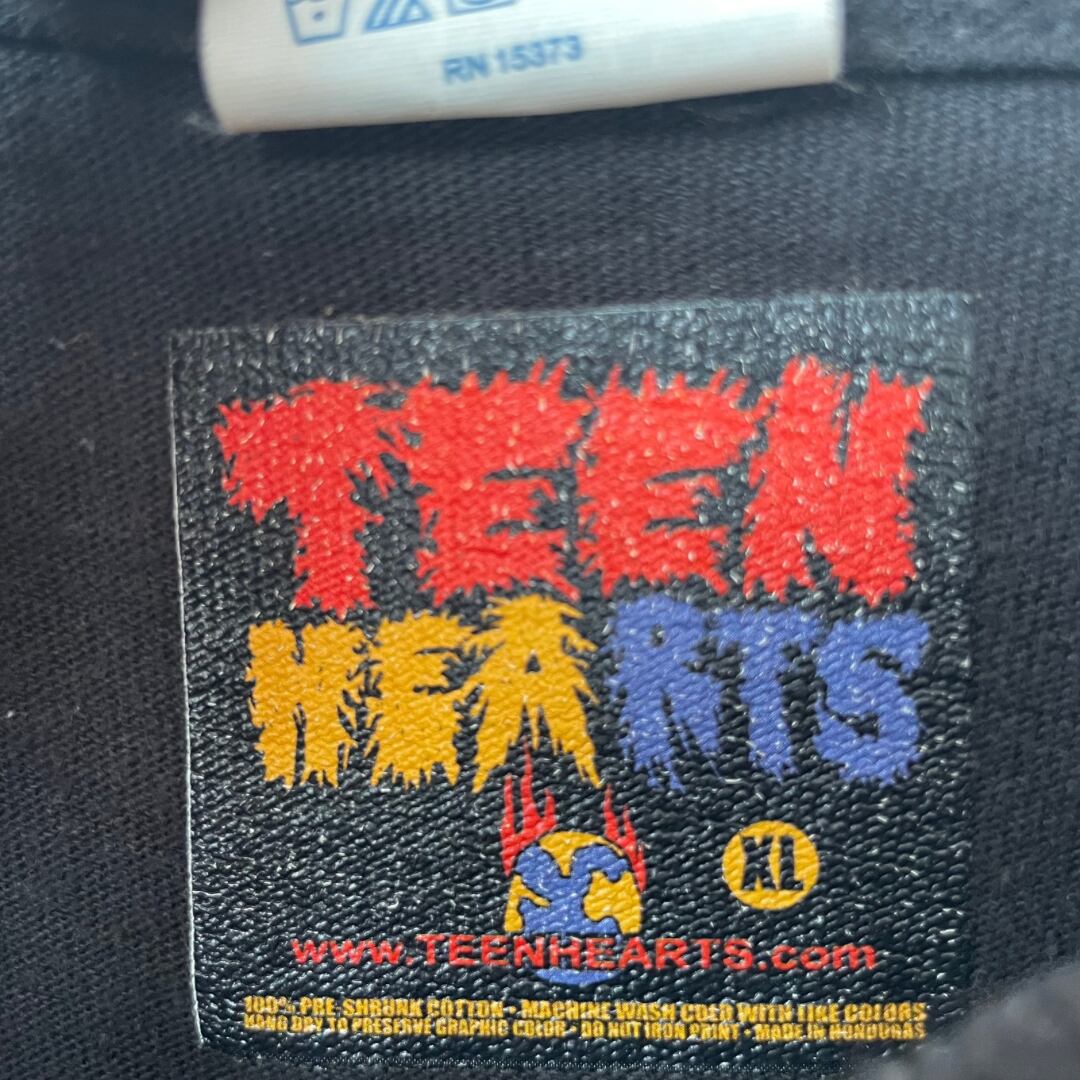 RN 15373
TEEN
HEARTS
XL
www.TEENHEARTS.com
100% PRE-SHRUNK COTTON • MACHINE WASH COLD WITH LIKE COLORS
HANG DRY TO PRESERVE GRAPHIC COLOR • DO NOT IRON PRINT • MADE IN HONDURAS